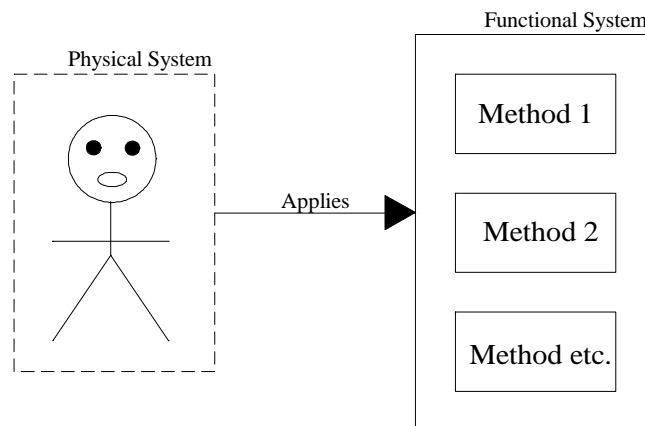 Functional System
Physical System
Method 1
Applies
Method 2
Method etc.